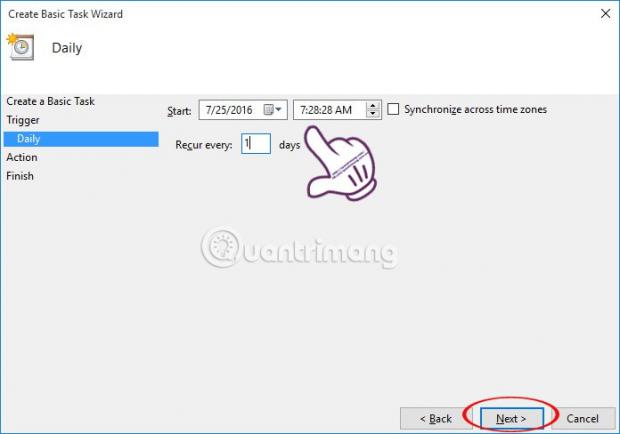 Create Basic Task Wizard
Daily
Create a Basic Task
Trigger
Daily
Action
Finish
Start: 7/25/2016 7:28:28 AM Synchronize across time zones
Recur every: 1 days
Quantrimang
< Back Next > Cancel